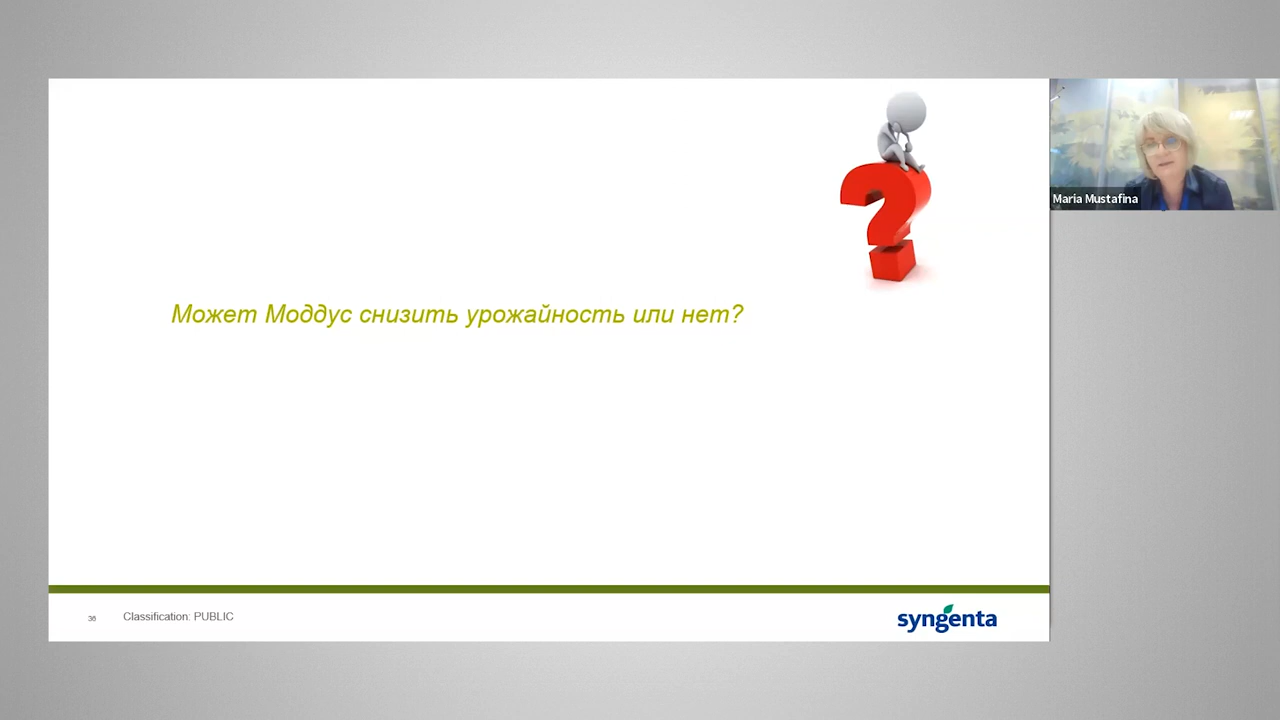 Maria Mustafina
Может Моддус снизить урожайность или нет?
36
Classification: PUBLIC
syngenta